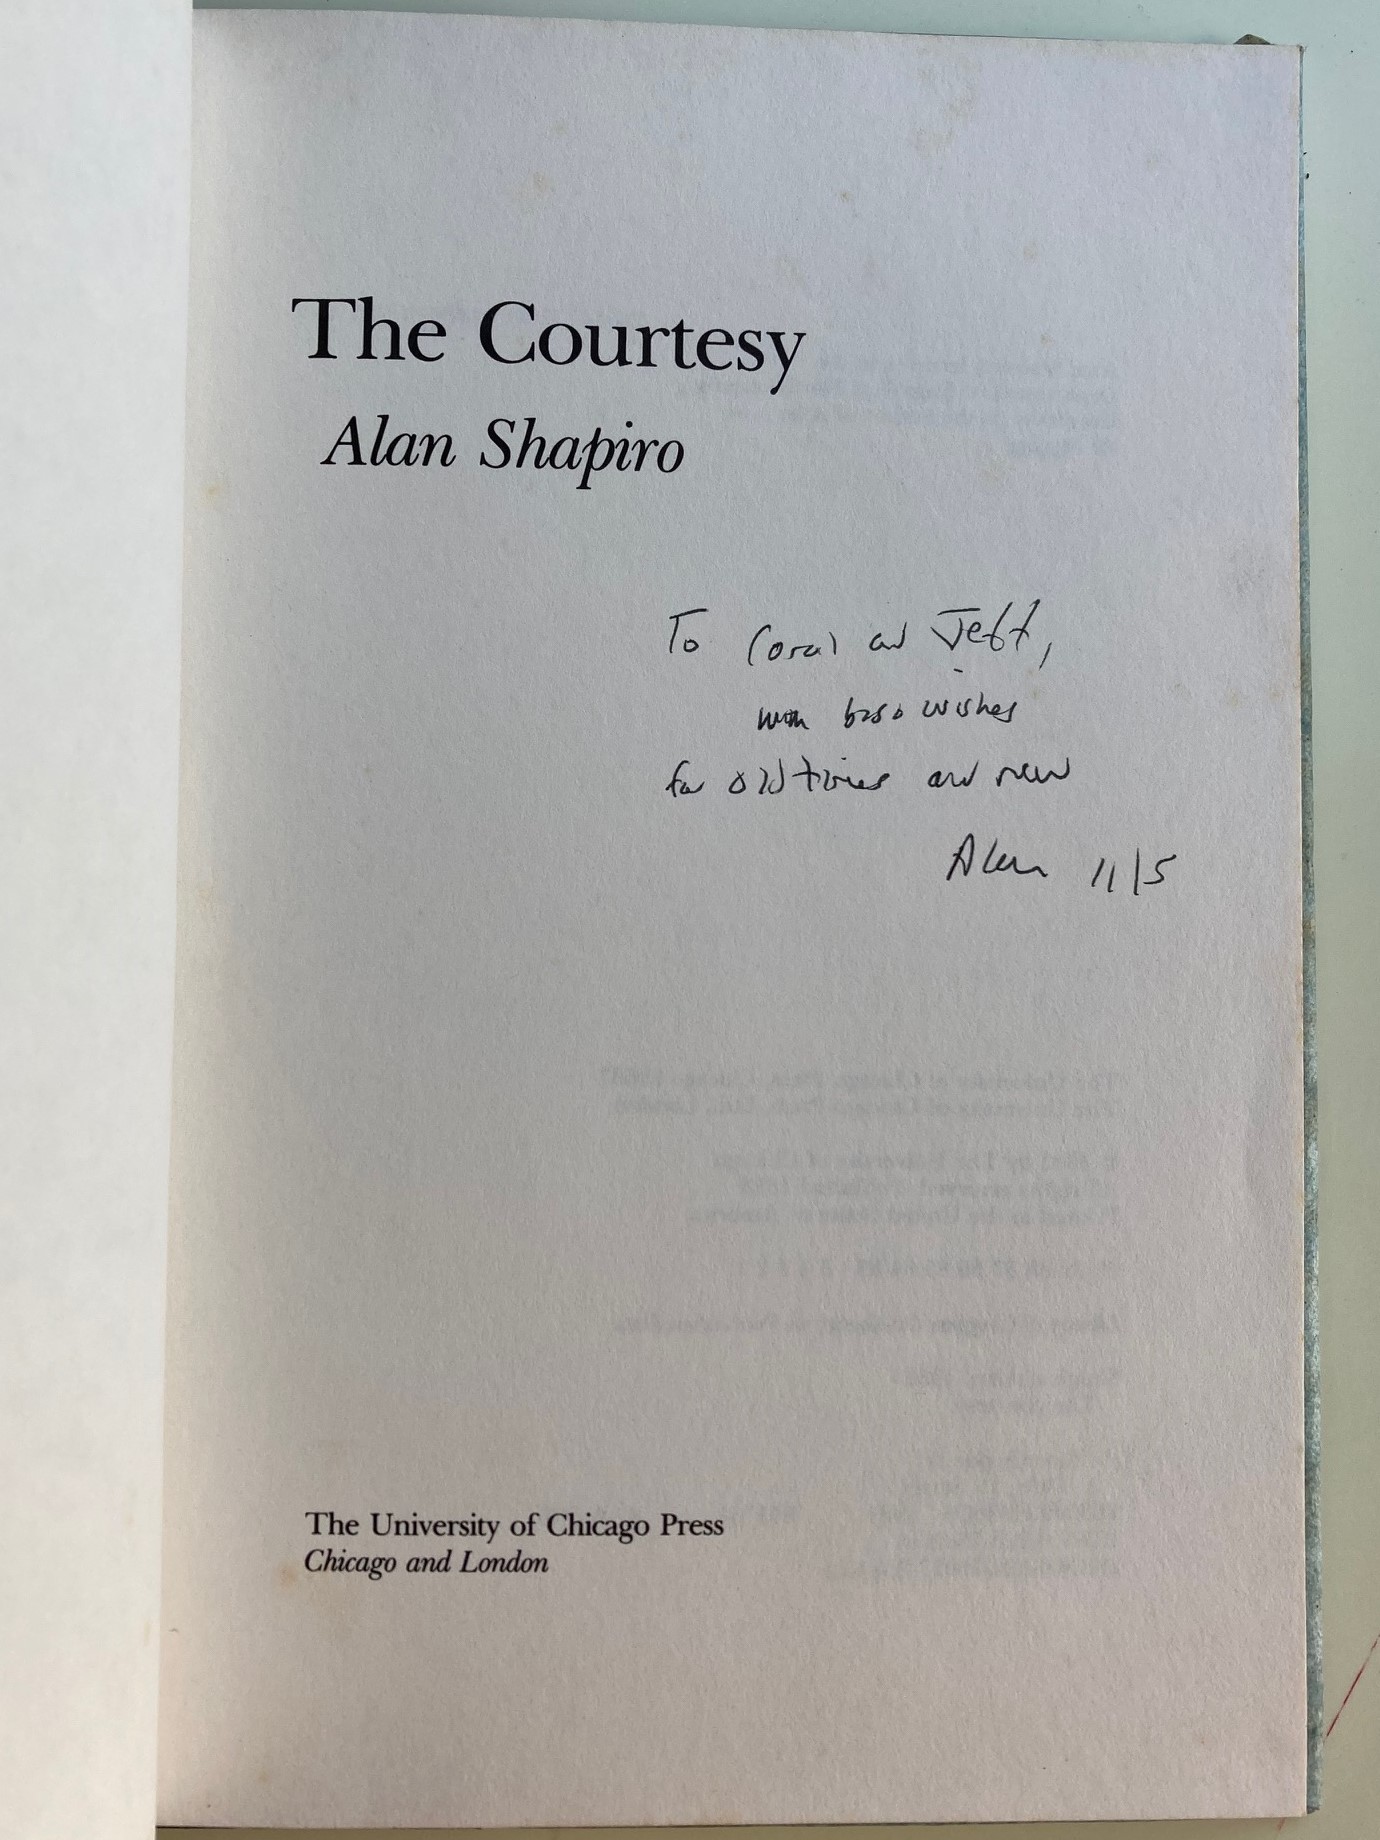 The Courtesy
Alan Shapiro
To Coral and Jeff,
with best wishes
for old times and new
Alan 11/5
The University of Chicago Press
Chicago and London